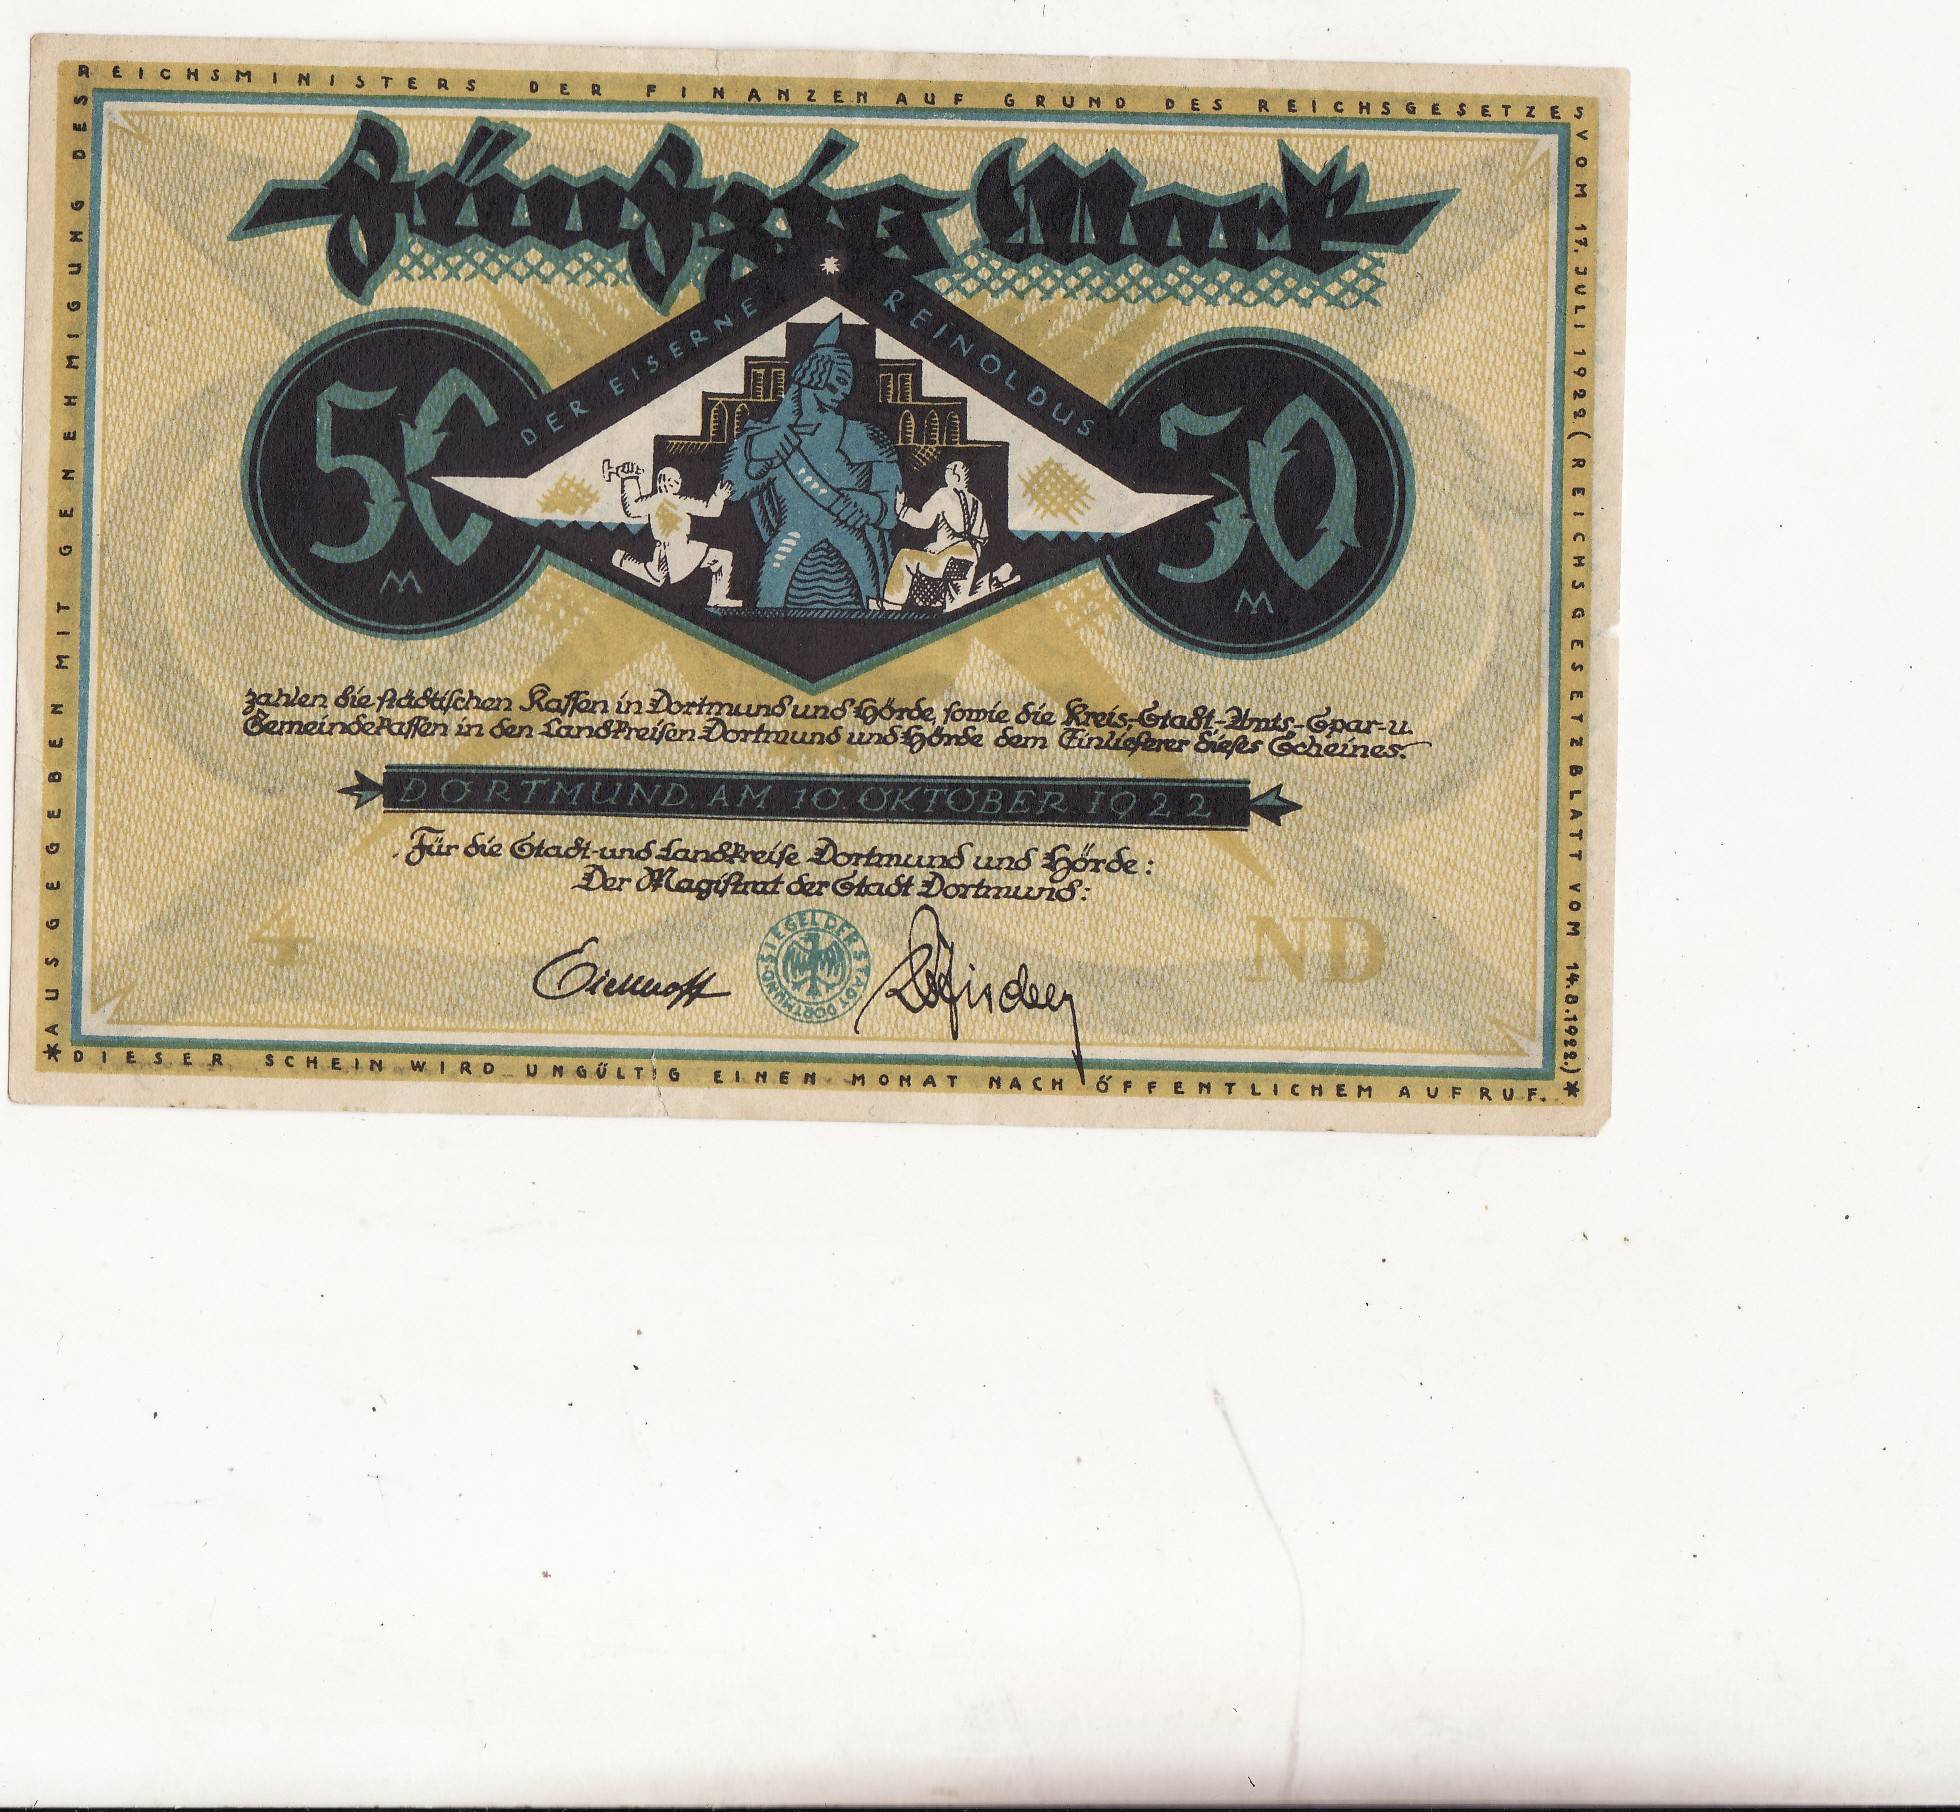 AUSGEGEBEN MIT GENEHMIGUNG DES
REICHSMINISTERS DER FINANZEN AUF GRUND DES REICHSGESETZES
VOM 17. JULI 1922 (REICHSGESETZBLATT VOM 14.8.1922.)
Fünfzig Mark
DER EISERNE REINOLDUS
50
M
50
M
zahlen die städtischen Kassen in Dortmund und Hörde, sowie die Kreis-Stadt-Amts-Spar-u.
Gemeindekassen in den Landkreisen Dortmund und Hörde dem Einlieferer dieses Scheines.
DORTMUND AM 10. OKTOBER 1922
Für die Stadt- und Landkreise Dortmund und Hörde:
Der Magistrat der Stadt Dortmund:
4
ND
Eichhoff
SIEGEL DER STADT DORTMUND
* DIESER SCHEIN WIRD UNGÜLTIG EINEN MONAT NACH ÖFFENTLICHEM AUFRUF. *